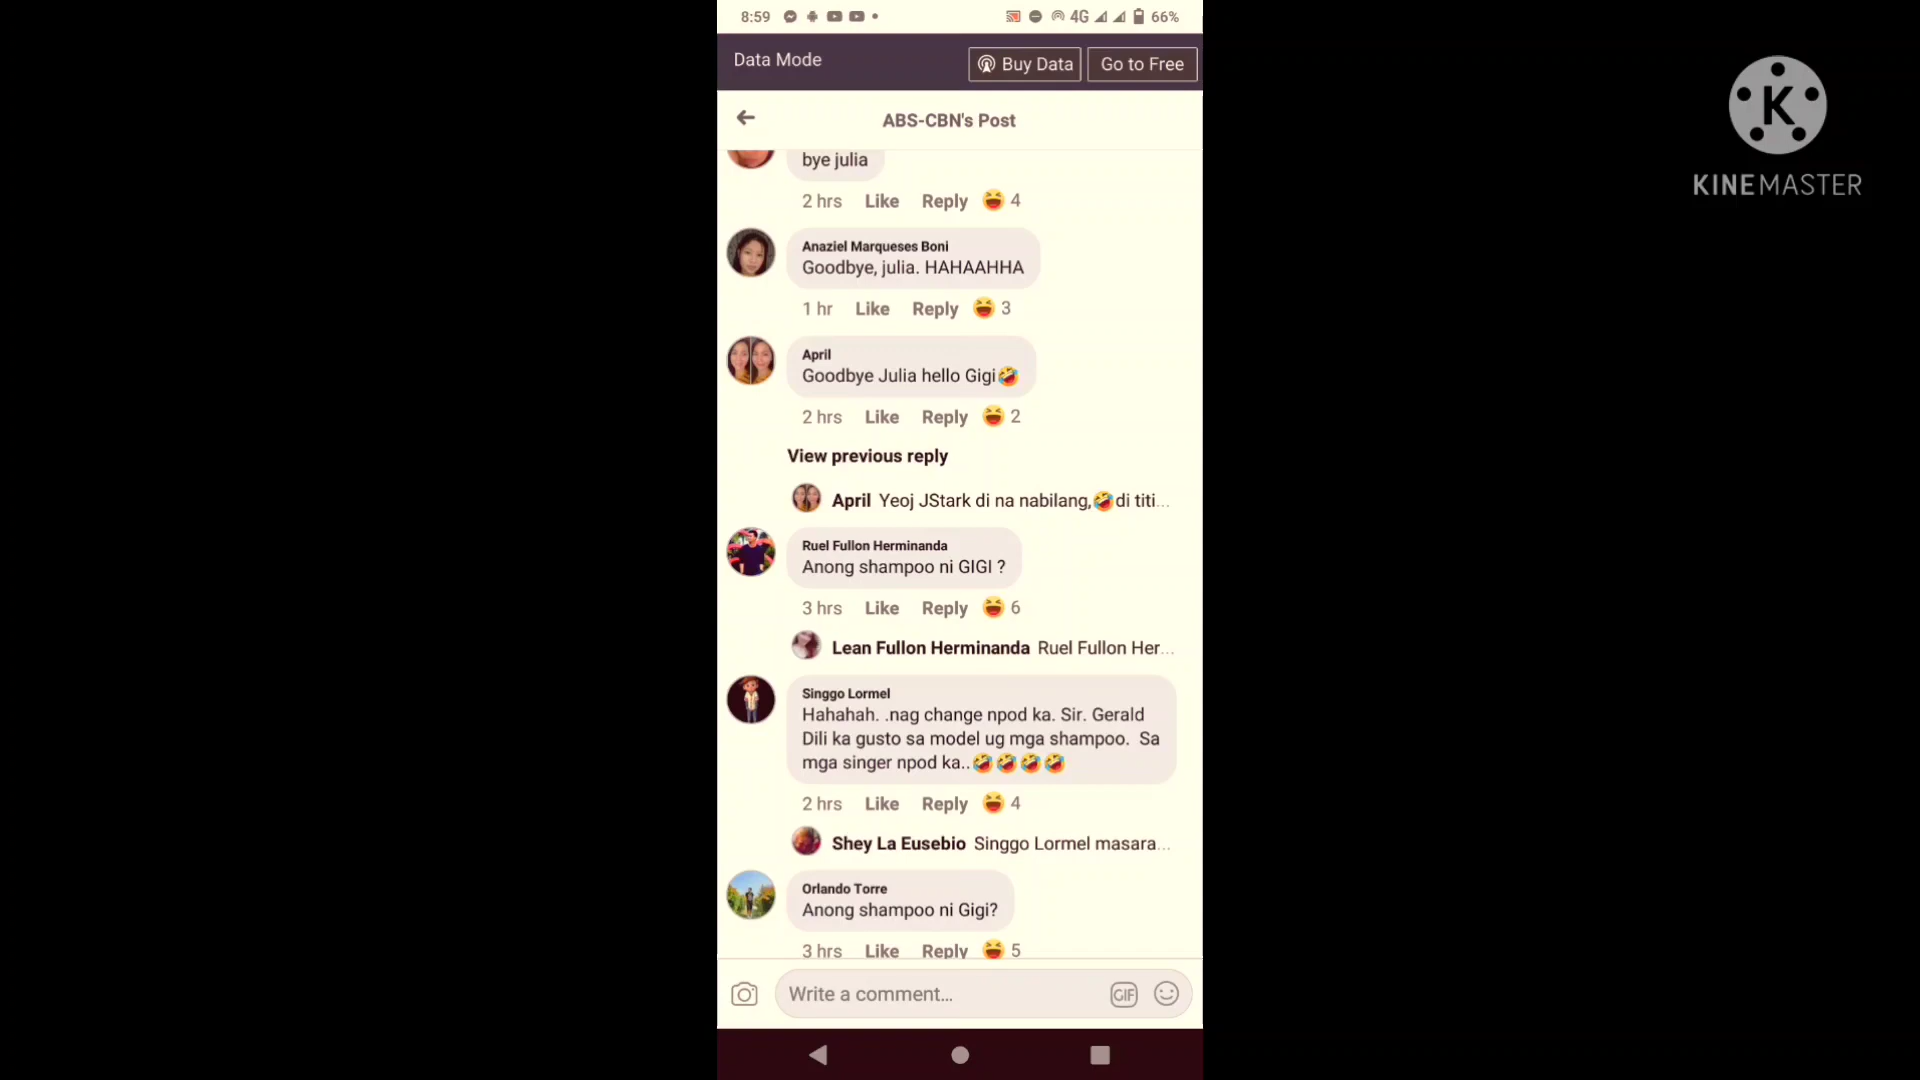 8:59 4G 66%
Data Mode Buy Data Go to Free
K
KINEMASTER
ABS-CBN's Post
bye julia
2 hrs Like Reply 😆 4
Anaziel Marqueses Boni
Goodbye, julia. HAHAAHHA
1 hr Like Reply 😆 3
April
Goodbye Julia hello Gigi🤣
2 hrs Like Reply 😆 2
View previous reply
April Yeoj JStark di na nabilang,🤣di titi...
Ruel Fullon Herminanda
Anong shampoo ni GIGI ?
3 hrs Like Reply 😆 6
Lean Fullon Herminanda Ruel Fullon Her...
Singgo Lormel
Hahahah. .nag change npod ka. Sir. Gerald
Dili ka gusto sa model ug mga shampoo. Sa
mga singer npod ka..🤣🤣🤣🤣
2 hrs Like Reply 😆 4
Shey La Eusebio Singgo Lormel masara...
Orlando Torre
Anong shampoo ni Gigi?
3 hrs Like Reply 😆 5
Write a comment... GIF